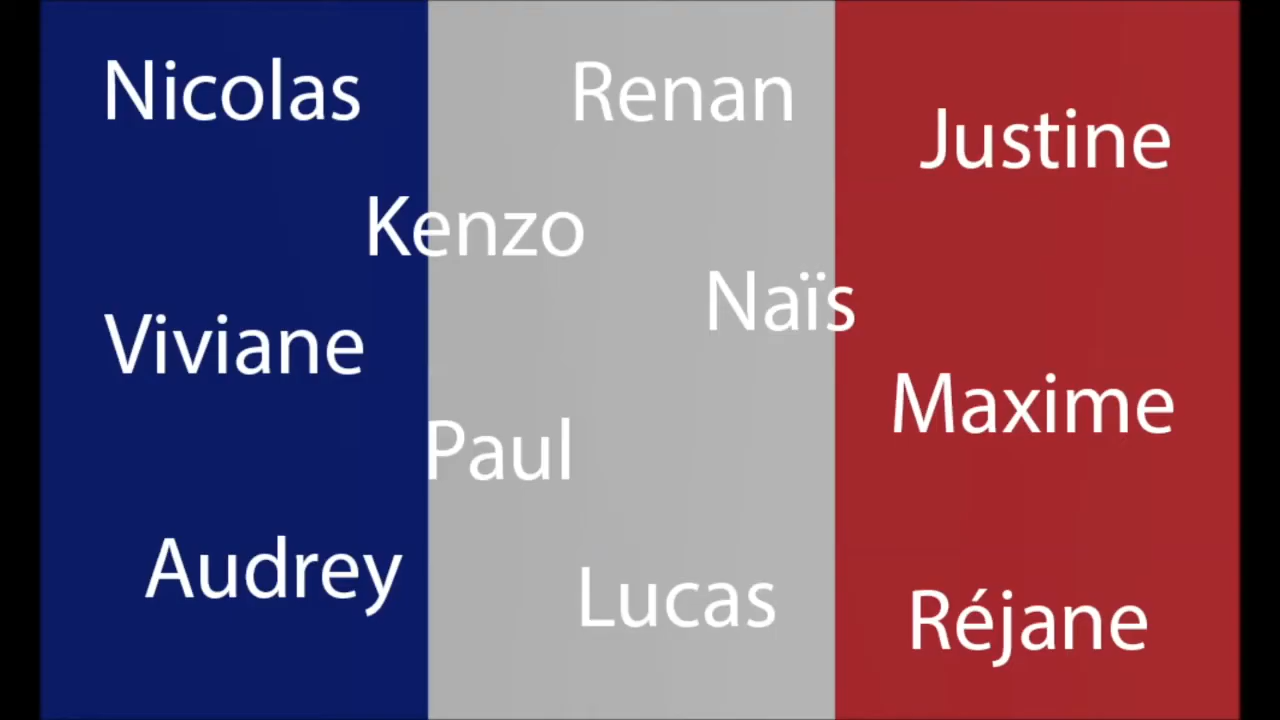 Nicolas
Renan
Justine
Kenzo
Naïs
Viviane
Maxime
Paul
Audrey
Lucas
Réjane